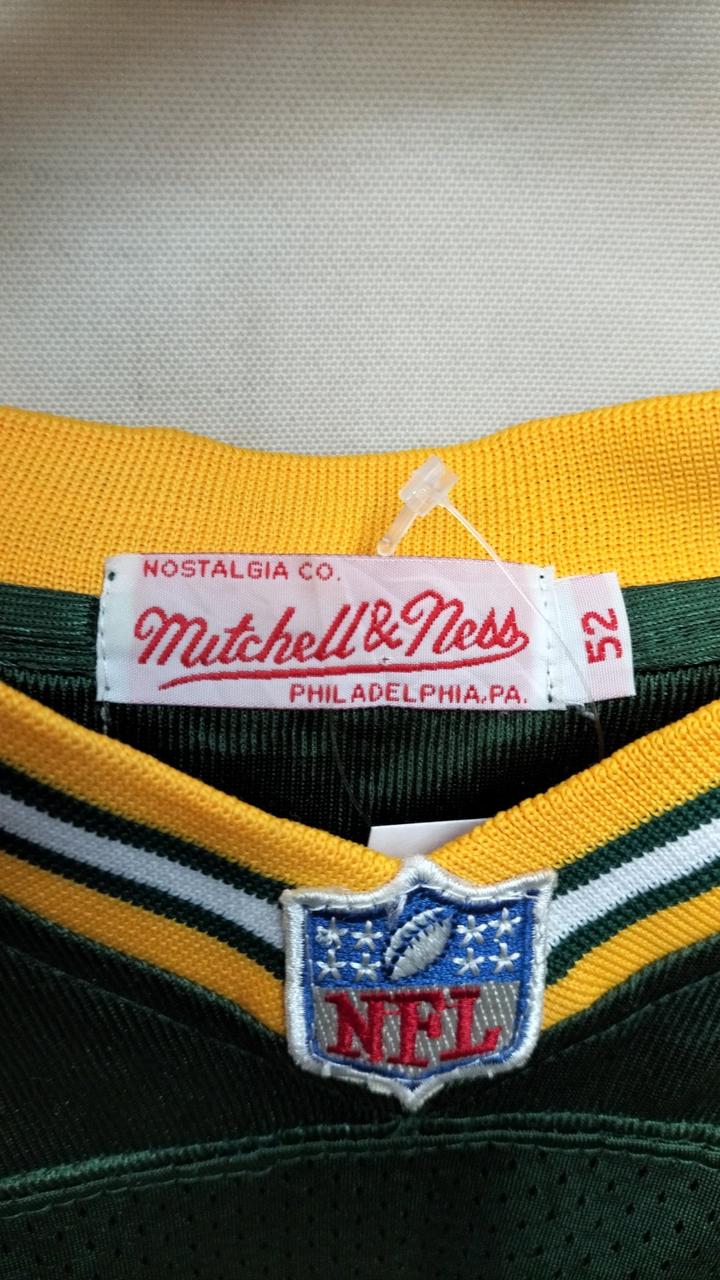 NOSTALGIA CO.
Mitchell & Ness
PHILADELPHIA, PA.
52
NFL